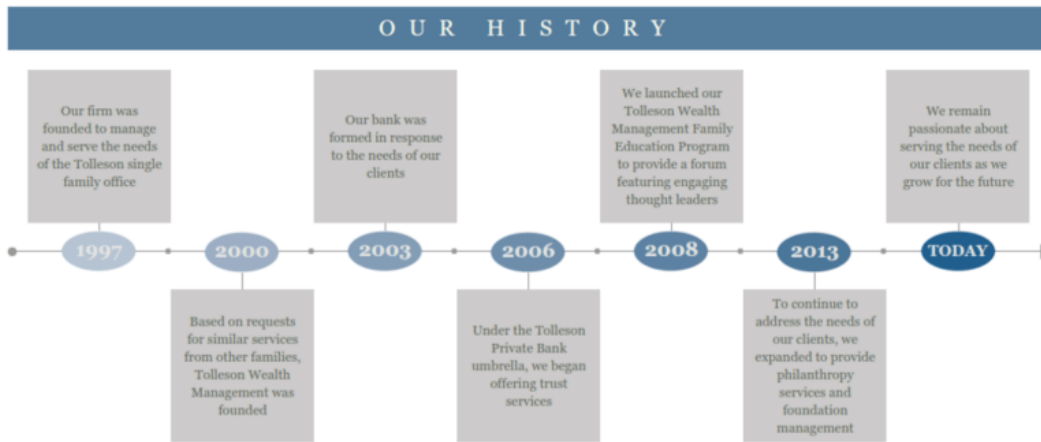 OUR HISTORY
Our firm was
founded to manage
and serve the needs
of the Tolleson single
family office
1997
2000
Based on requests
for similar services
from other families,
Tolleson Wealth
Management was
founded
Our bank was
formed in response
to the needs of our
clients
2003
2006
Under the Tolleson
Private Bank
umbrella, we began
offering trust
services
We launched our
Tolleson Wealth
Management Family
Education Program
to provide a forum
featuring engaging
thought leaders
2008
2013
To continue to
address the needs of
our clients, we
expanded to provide
philanthropy
services and
foundation
management
We remain
passionate about
serving the needs of
our clients as we
grow for the future
TODAY